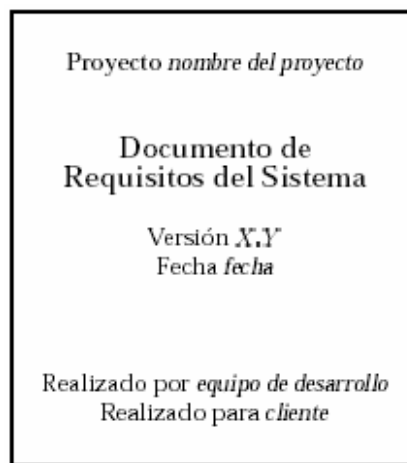 Proyecto nombre del proyecto
Documento de
Requisitos del Sistema
Versión X.Y
Fecha fecha
Realizado por equipo de desarrollo
Realizado para cliente